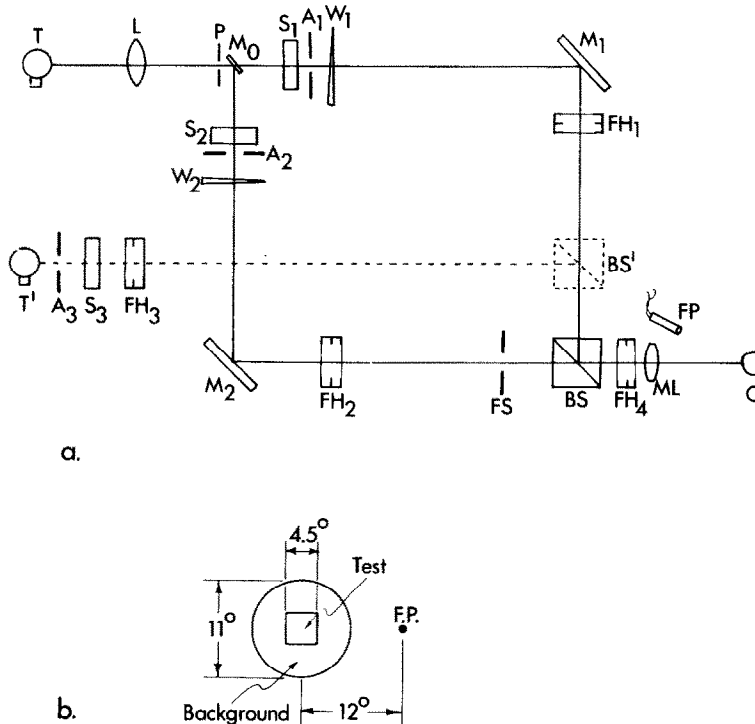 T L P M₀ S₁ A₁ W₁ M₁
FH₁
S₂
A₂
W₂
T' A₃ S₃ FH₃ BS' FP
M₂ FH₂ FS BS FH₄ ML O
a.
4.5°
Test
11°
F.P.
Background
12°
b.